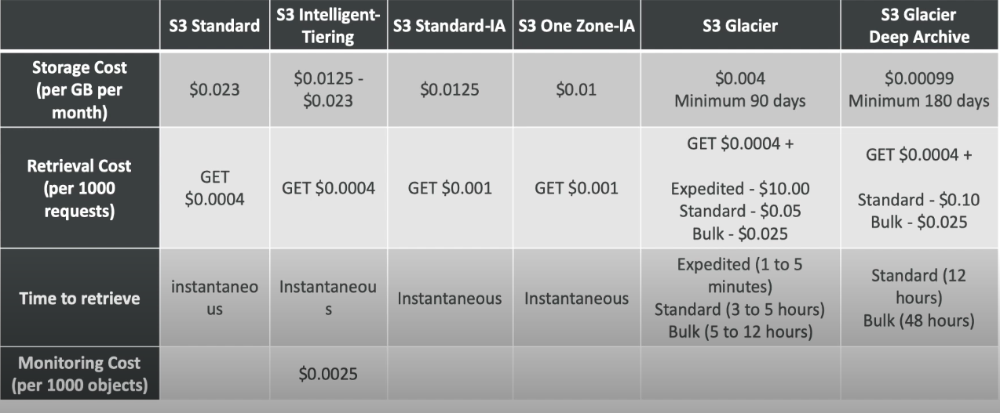 S3 Standard
S3 Intelligent-
Tiering
S3 Standard-IA
S3 One Zone-IA
S3 Glacier
S3 Glacier
Deep Archive
Storage Cost
(per GB per
month)
$0.023
$0.0125 -
$0.023
$0.0125
$0.01
$0.004
Minimum 90 days
$0.00099
Minimum 180 days
Retrieval Cost
(per 1000
requests)
GET
$0.0004
GET $0.0004
GET $0.001
GET $0.001
GET $0.0004 +
Expedited - $10.00
Standard - $0.05
Bulk - $0.025
GET $0.0004 +
Standard - $0.10
Bulk - $0.025
Time to retrieve
instantaneo
us
Instantaneou
s
Instantaneous
Instantaneous
Expedited (1 to 5
minutes)
Standard (3 to 5 hours)
Bulk (5 to 12 hours)
Standard (12
hours)
Bulk (48 hours)
Monitoring Cost
(per 1000 objects)
$0.0025